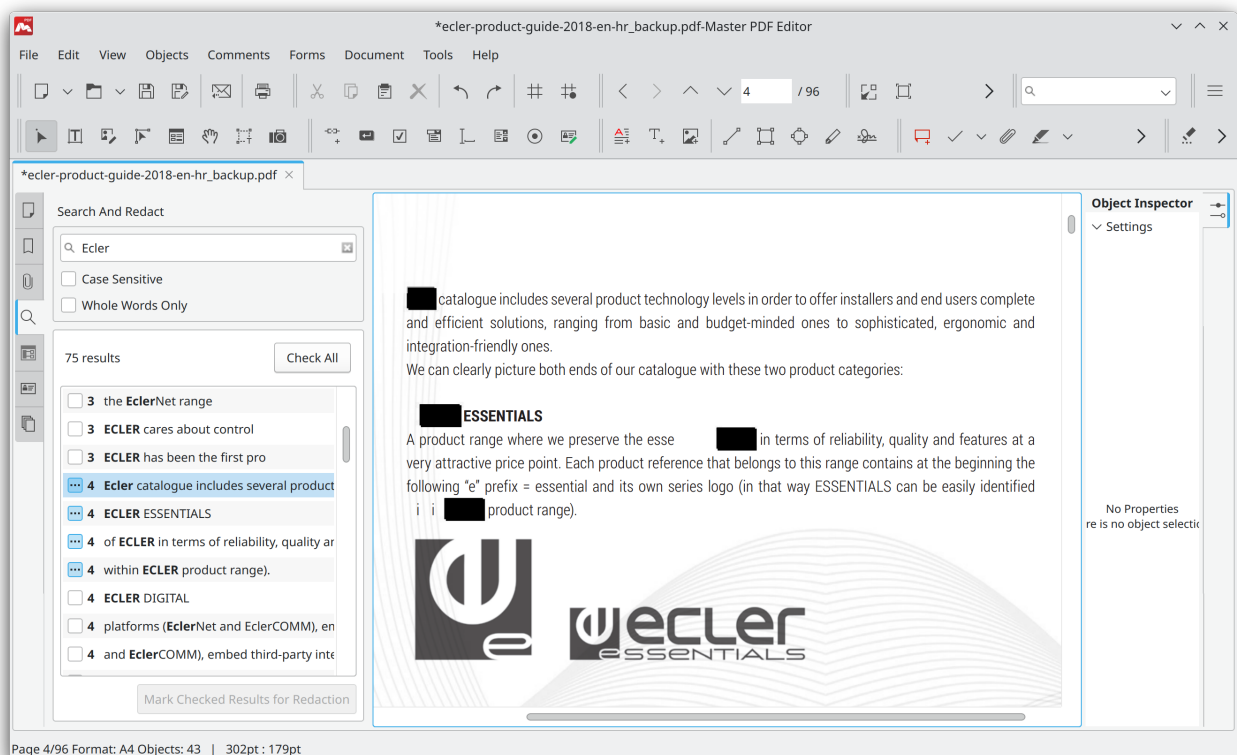 *ecler-product-guide-2018-en-hr_backup.pdf-Master PDF Editor
File Edit View Objects Comments Forms Document Tools Help
4 / 96
*ecler-product-guide-2018-en-hr_backup.pdf
Search And Redact
Ecler
Case Sensitive
Whole Words Only
75 results
Check All
3 the EclerNet range
3 ECLER cares about control
3 ECLER has been the first pro
4 Ecler catalogue includes several product
4 ECLER ESSENTIALS
4 of ECLER in terms of reliability, quality ar
4 within ECLER product range).
4 ECLER DIGITAL
4 platforms (EclerNet and EclerCOMM), en
4 and EclerCOMM), embed third-party inte
Mark Checked Results for Redaction
catalogue includes several product technology levels in order to offer installers and end users complete
and efficient solutions, ranging from basic and budget-minded ones to sophisticated, ergonomic and
integration-friendly ones.
We can clearly picture both ends of our catalogue with these two product categories:
ESSENTIALS
A product range where we preserve the esse in terms of reliability, quality and features at a
very attractive price point. Each product reference that belongs to this range contains at the beginning the
following “e” prefix = essential and its own series logo (in that way ESSENTIALS can be easily identified
i i product range).
e
ecler
essentials
Object Inspector
Settings
No Properties
re is no object selectio
Page 4/96 Format: A4 Objects: 43 | 302pt : 179pt